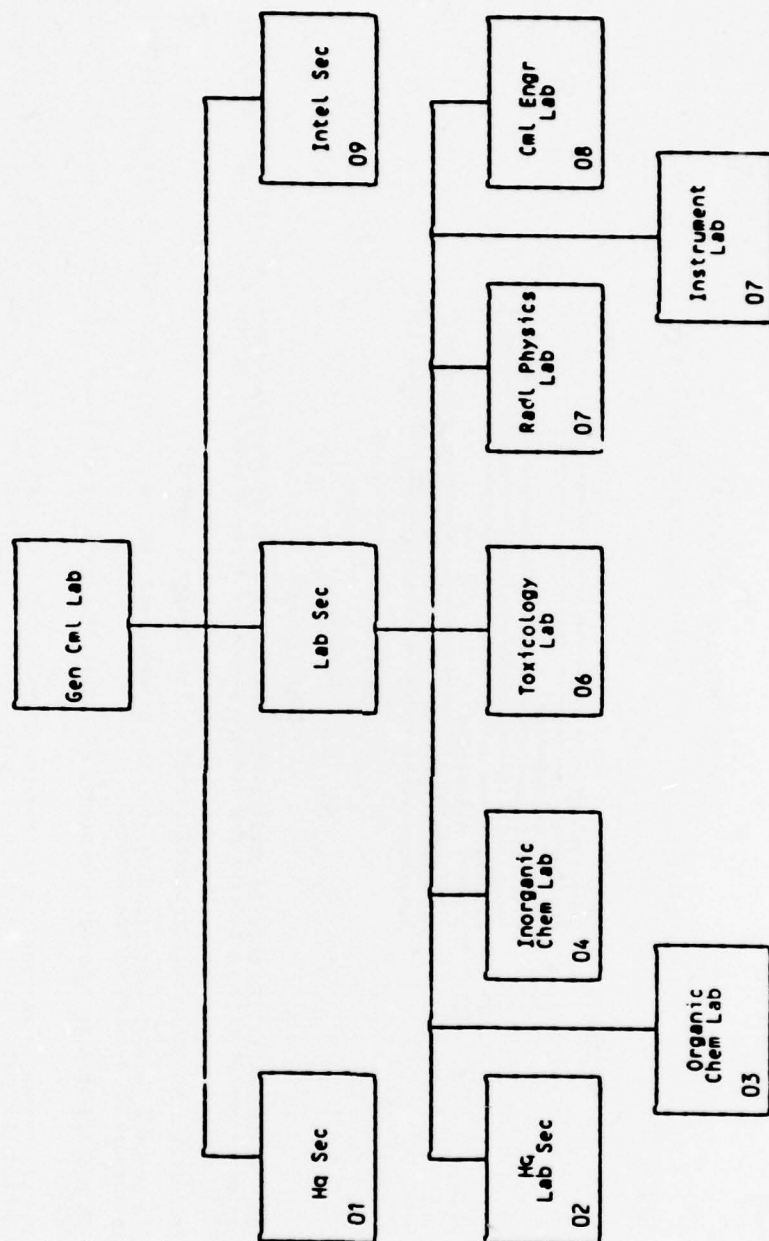 Gen Cml Lab
Hq Sec
01
Lab Sec
Intel Sec
09
HG
Lab Sec
02
Inorganic
Chem Lab
04
Toxicology
Lab
06
Radl Physics
Lab
07
Cml Engr
Lab
08
Organic
Chem Lab
03
Instrument
Lab
07